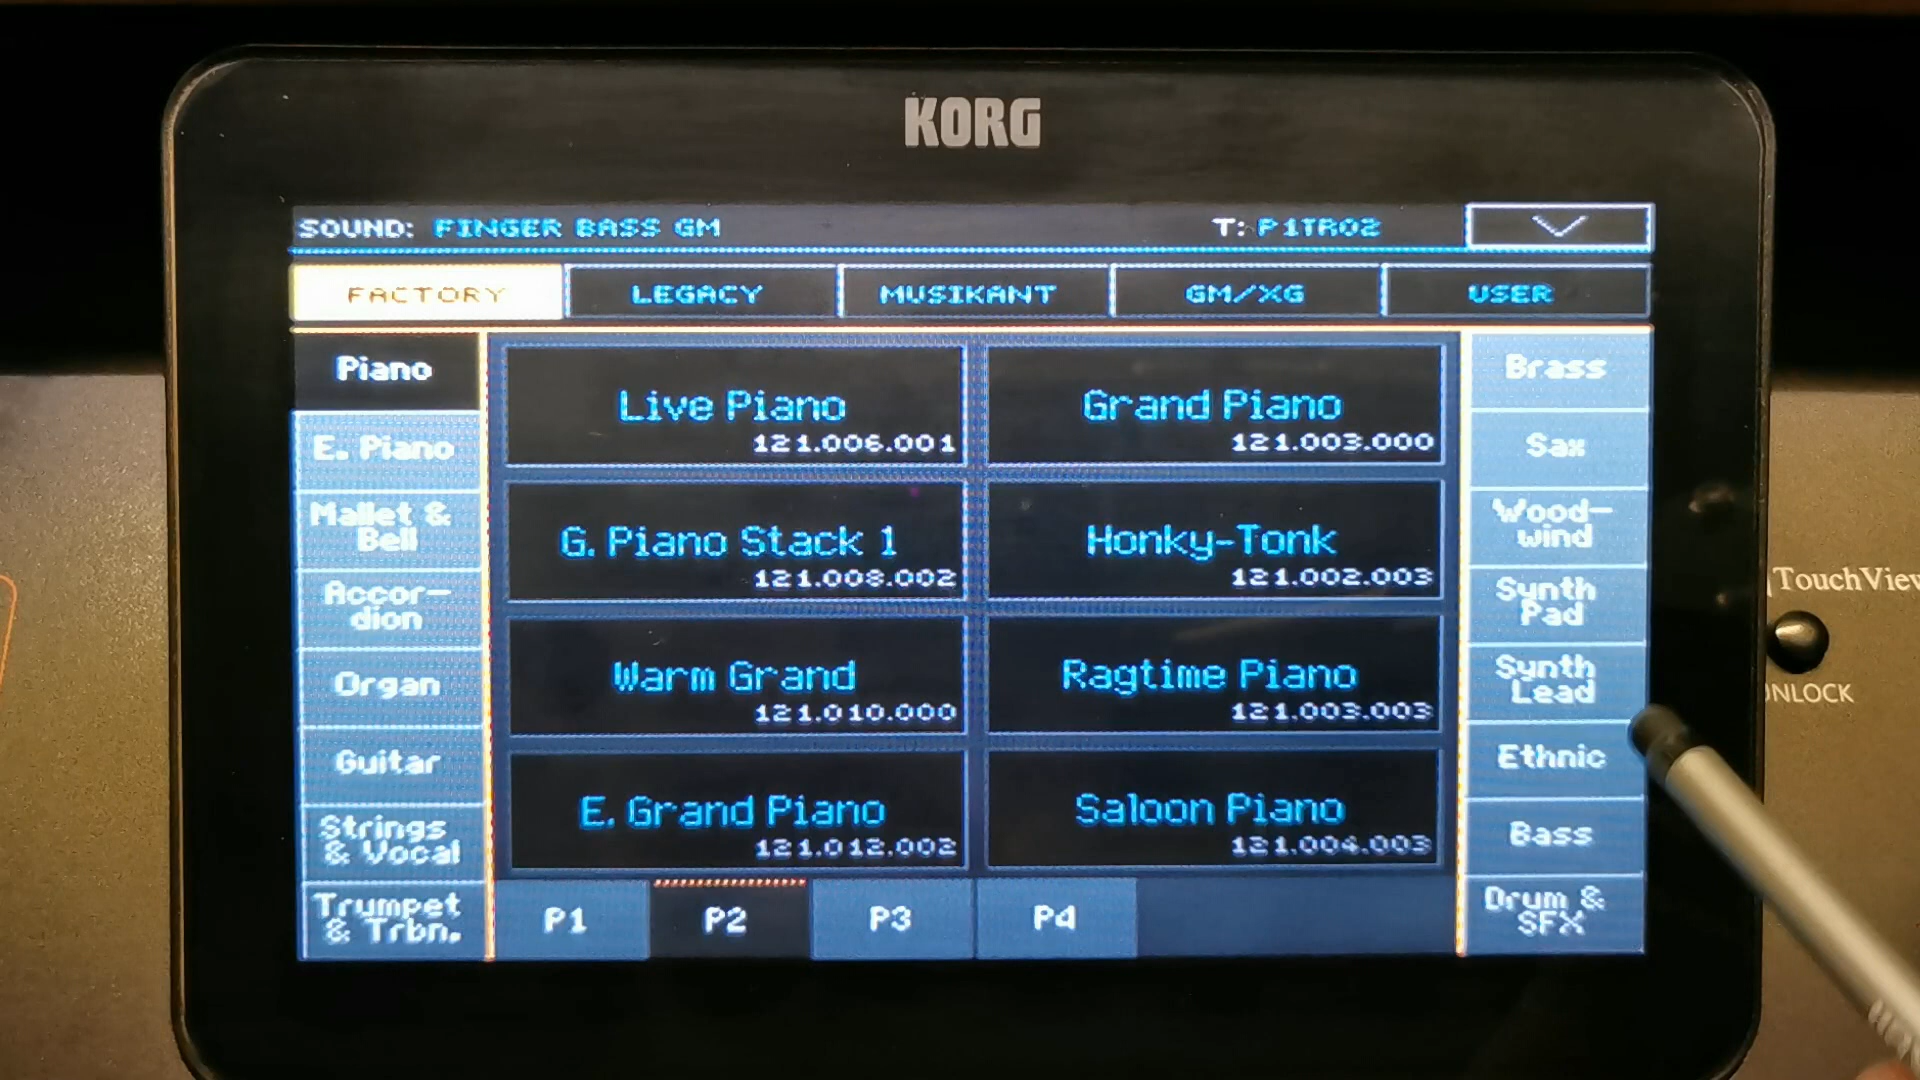 KORG
SOUND: FINGER BASS GM T: P1TR02
FACTORY LEGACY MUSIKANT GM/XG USER
Piano
E. Piano
Mallet &
Bell
Accor-
dion
Organ
Guitar
Strings
& Vocal
Trumpet
& Trbn.
Live Piano
121.006.001
Grand Piano
121.003.000
G. Piano Stack 1
121.008.002
Honky-Tonk
121.002.003
Warm Grand
121.010.000
Ragtime Piano
121.003.003
E. Grand Piano
121.012.002
Saloon Piano
121.004.003
P1 P2 P3 P4
Brass
Sax
Wood-
wind
Synth
Pad
Synth
Lead
Ethnic
Bass
Drum &
SFX
TouchView
UNLOCK